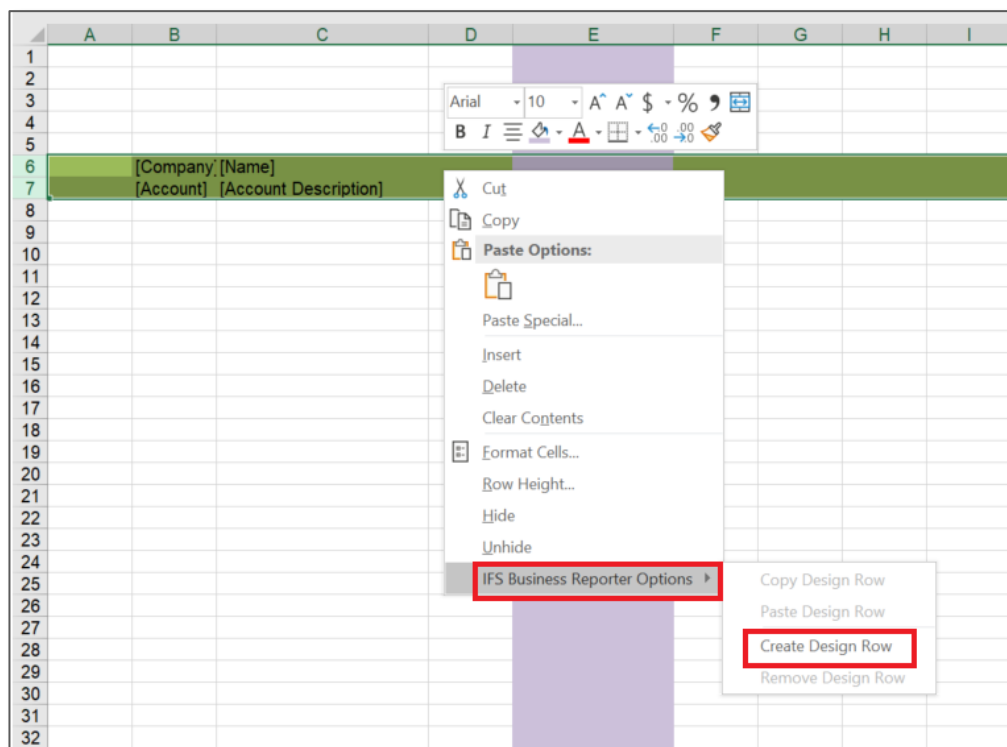 A B C D E F G H I
1
2
3
Arial 10 A A $ % ,
4
B I A .00 .00
5
6 [Company] [Name]
7 [Account] [Account Description]
8
Cut
9
Copy
10
Paste Options:
11
12
13
Paste Special...
14
15
Insert
16
Delete
17
Clear Contents
18
19
Format Cells...
20
Row Height...
21
22
Hide
23
Unhide
24
25
IFS Business Reporter Options
Copy Design Row
26
Paste Design Row
27
28
Create Design Row
29
Remove Design Row
30
31
32